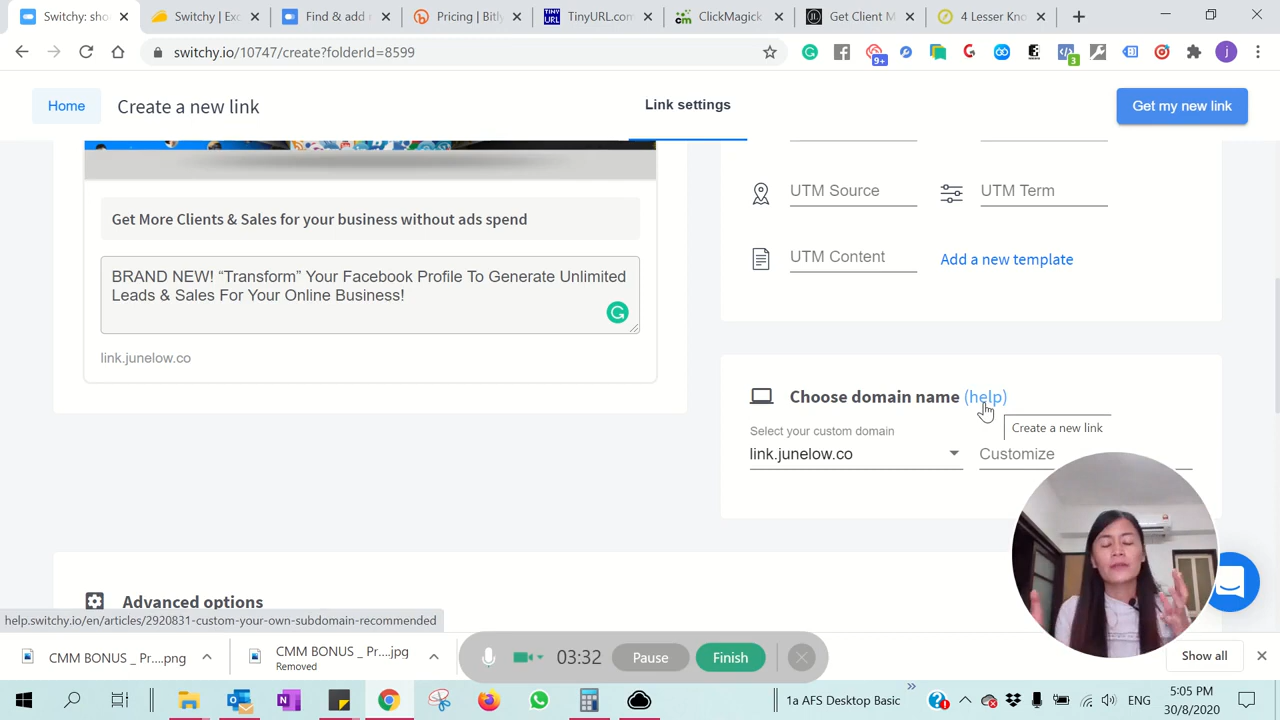 Switchy: sho
Switchy | Exc
Find & add
Pricing | Bitly
TinyURL.com
ClickMagick
Get Client M
4 Lesser Kno
switchy.io/10747/create?folderId=8599
9+
3
j
Home
Create a new link
Link settings
Get my new link
UTM Source
UTM Term
Get More Clients & Sales for your business without ads spend
UTM Content
Add a new template
BRAND NEW! “Transform” Your Facebook Profile To Generate Unlimited
Leads & Sales For Your Online Business!
link.junelow.co
Choose domain name (help)
Create a new link
Select your custom domain
link.junelow.co
Customize
Advanced options
help.switchy.io/en/articles/2920831-custom-your-own-subdomain-recommended
CMM BONUS _ Pr....png
CMM BONUS _ Pr....jpg
Removed
03:32
Pause
Finish
Show all
1a AFS Desktop Basic
ENG
5:05 PM
30/8/2020